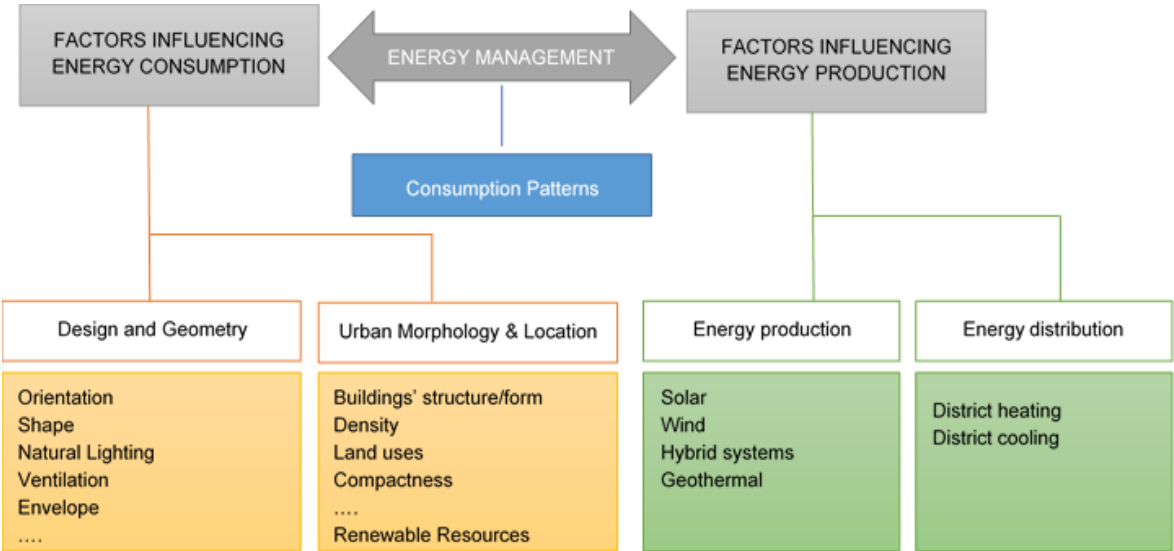 FACTORS INFLUENCING
ENERGY CONSUMPTION
ENERGY MANAGEMENT
FACTORS INFLUENCING
ENERGY PRODUCTION
Consumption Patterns
Design and Geometry
Urban Morphology & Location
Energy production
Energy distribution
Orientation
Shape
Natural Lighting
Ventilation
Envelope
....
Buildings’ structure/form
Density
Land uses
Compactness
....
Renewable Resources
Solar
Wind
Hybrid systems
Geothermal
District heating
District cooling